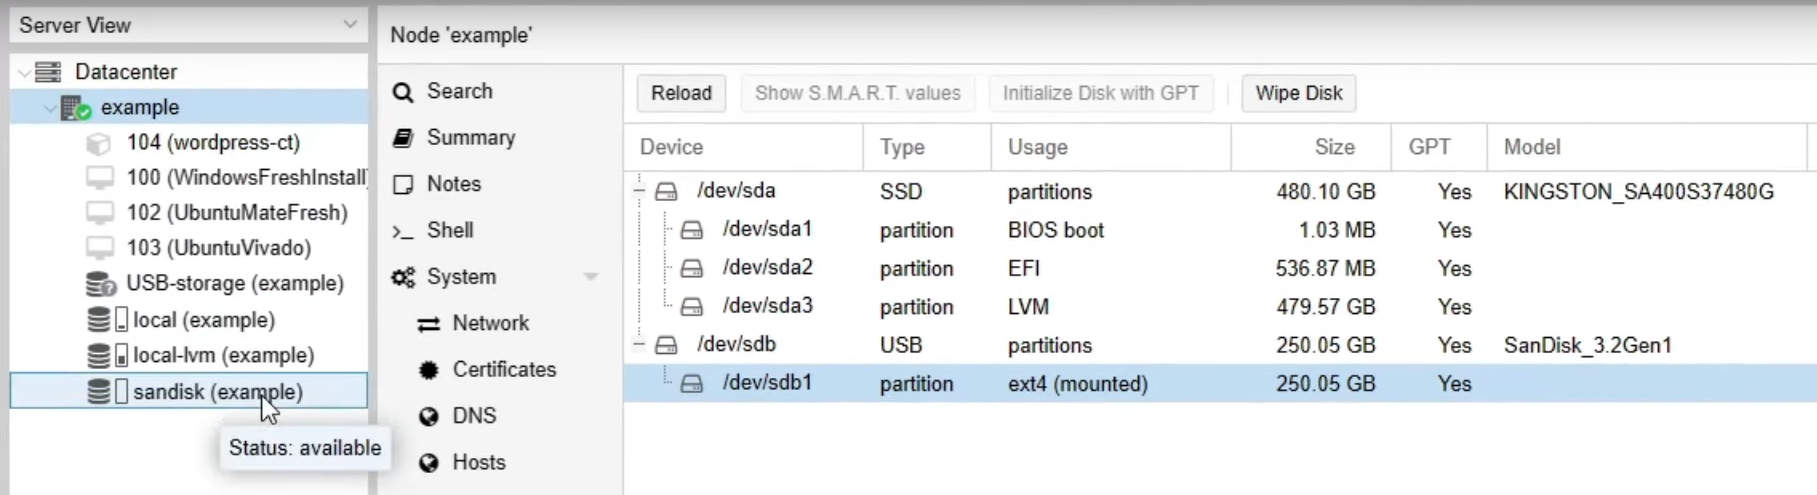 Server View
Datacenter
example
104 (wordpress-ct)
100 (WindowsFreshInstall)
102 (UbuntuMateFresh)
103 (UbuntuVivado)
USB-storage (example)
local (example)
local-lvm (example)
sandisk (example)
Status: available
Node 'example'
Search
Summary
Notes
Shell
System
Network
Certificates
DNS
Hosts
Reload Show S.M.A.R.T. values Initialize Disk with GPT Wipe Disk
Device Type Usage Size GPT Model
/dev/sda SSD partitions 480.10 GB Yes KINGSTON_SA400S37480G
/dev/sda1 partition BIOS boot 1.03 MB Yes
/dev/sda2 partition EFI 536.87 MB Yes
/dev/sda3 partition LVM 479.57 GB Yes
/dev/sdb USB partitions 250.05 GB Yes SanDisk_3.2Gen1
/dev/sdb1 partition ext4 (mounted) 250.05 GB Yes